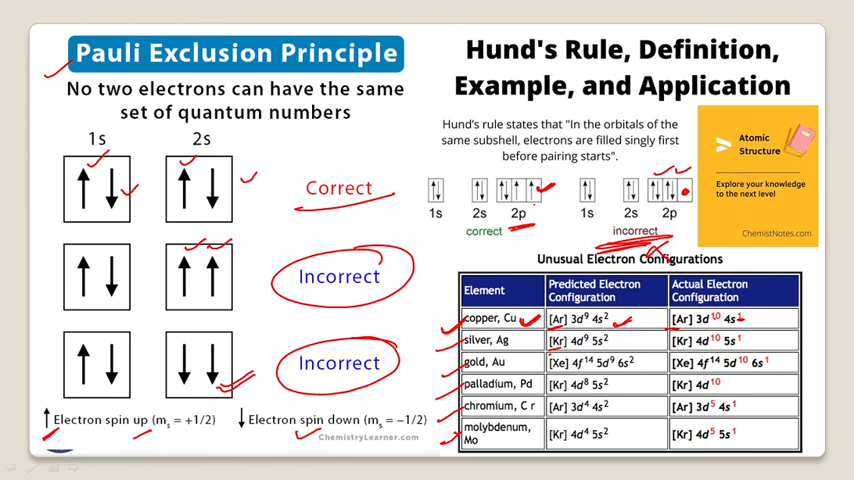 Pauli Exclusion Principle
No two electrons can have the same
set of quantum numbers
1s 2s
Correct
Incorrect
Incorrect
Electron spin up (mₛ = +1/2) Electron spin down (mₛ = −1/2)
ChemistryLearner.com
Hund's Rule, Definition,
Example, and Application
Hund's rule states that "In the orbitals of the
same subshell, electrons are filled singly first
before pairing starts".
1s 2s 2p 1s 2s 2p
correct incorrect
Atomic
Structure
Explore your knowledge
to the next level
ChemistNotes.com
Unusual Electron Configurations
Element Predicted Electron Configuration Actual Electron Configuration
copper, Cu [Ar] 3d⁹ 4s² [Ar] 3d¹⁰ 4s¹
silver, Ag [Kr] 4d⁹ 5s² [Kr] 4d¹⁰ 5s¹
gold, Au [Xe] 4f¹⁴ 5d⁹ 6s² [Xe] 4f¹⁴ 5d¹⁰ 6s¹
palladium, Pd [Kr] 4d⁸ 5s² [Kr] 4d¹⁰
chromium, C r [Ar] 3d⁴ 4s² [Ar] 3d⁵ 4s¹
molybdenum, Mo [Kr] 4d⁴ 5s² [Kr] 4d⁵ 5s¹